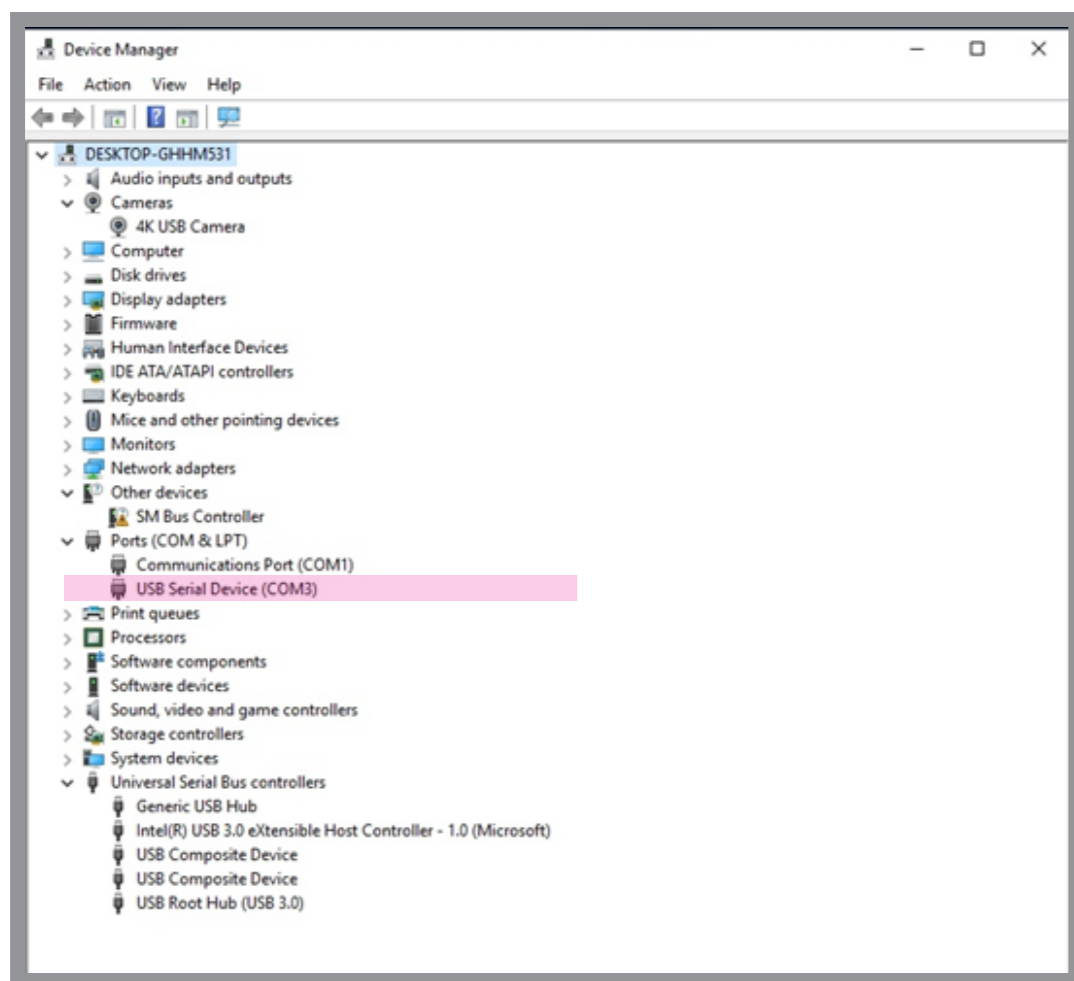 Device Manager
File Action View Help
DESKTOP-GHHM531
Audio inputs and outputs
Cameras
4K USB Camera
Computer
Disk drives
Display adapters
Firmware
Human Interface Devices
IDE ATA/ATAPI controllers
Keyboards
Mice and other pointing devices
Monitors
Network adapters
Other devices
SM Bus Controller
Ports (COM & LPT)
Communications Port (COM1)
USB Serial Device (COM3)
Print queues
Processors
Software components
Software devices
Sound, video and game controllers
Storage controllers
System devices
Universal Serial Bus controllers
Generic USB Hub
Intel(R) USB 3.0 eXtensible Host Controller - 1.0 (Microsoft)
USB Composite Device
USB Composite Device
USB Root Hub (USB 3.0)